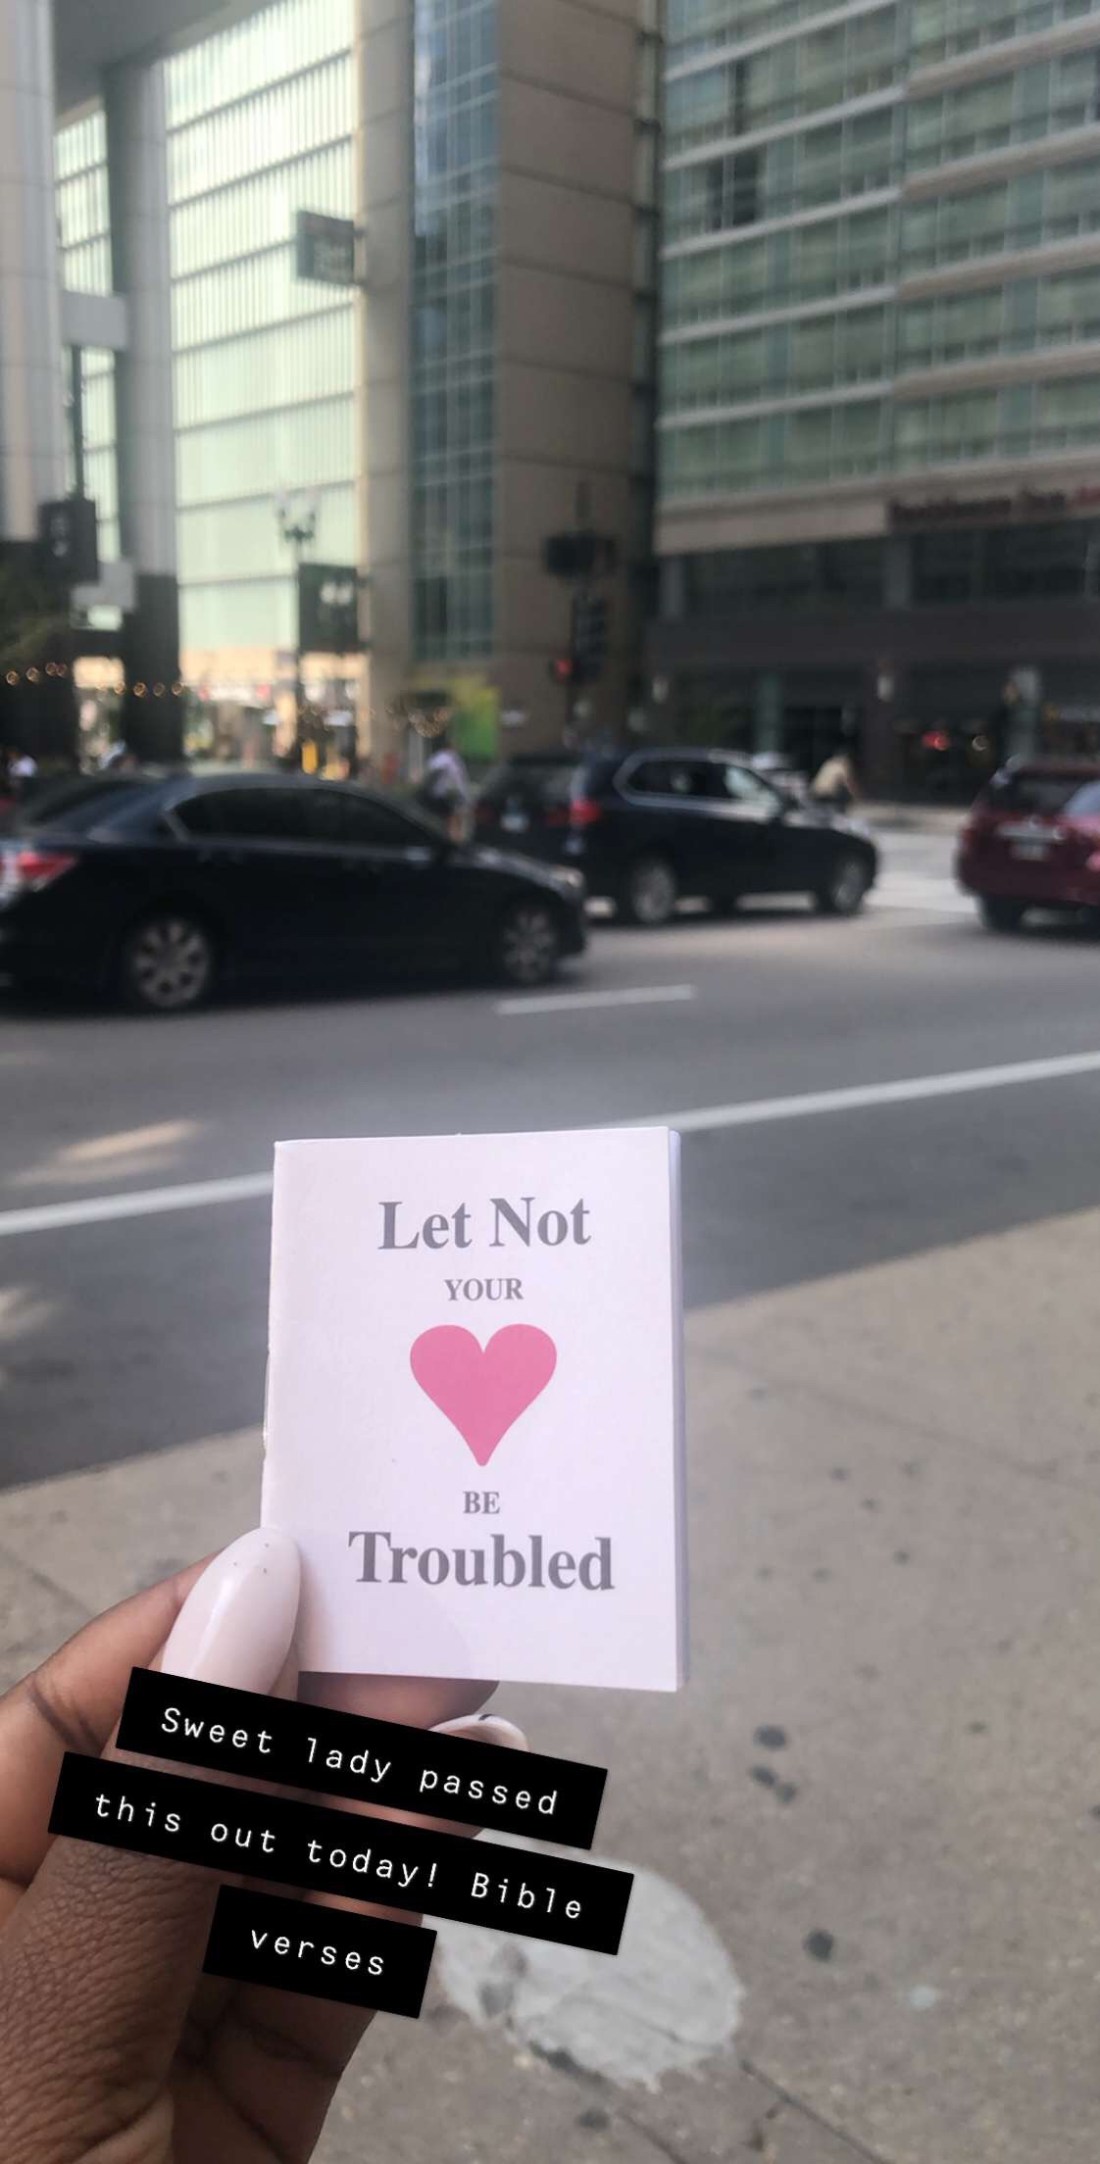 Let Not
YOUR
BE
Troubled
Sweet lady passed
this out today! Bible
verses